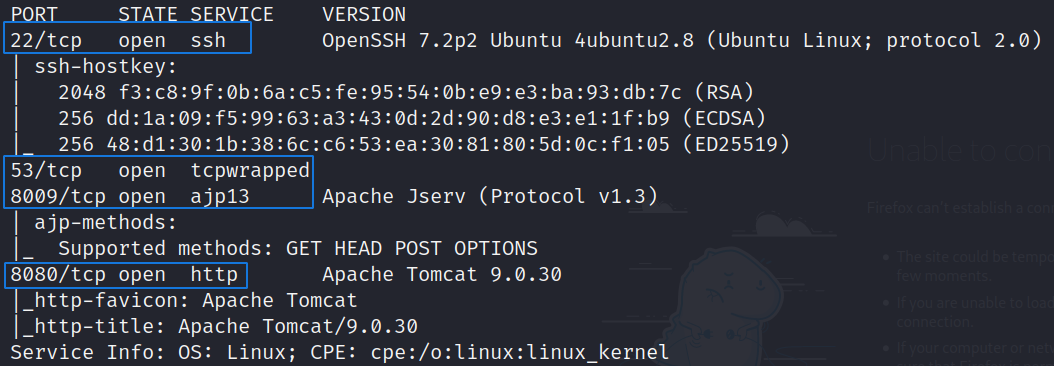 PORT     STATE SERVICE    VERSION
22/tcp   open  ssh        OpenSSH 7.2p2 Ubuntu 4ubuntu2.8 (Ubuntu Linux; protocol 2.0)
| ssh-hostkey:
|   2048 f3:c8:9f:0b:6a:c5:fe:95:54:0b:e9:e3:ba:93:db:7c (RSA)
|   256 dd:1a:09:f5:99:63:a3:43:0d:2d:90:d8:e3:e1:1f:b9 (ECDSA)
|_  256 48:d1:30:1b:38:6c:c6:53:ea:30:81:80:5d:0c:f1:05 (ED25519)
53/tcp   open  tcpwrapped
8009/tcp open  ajp13      Apache Jserv (Protocol v1.3)
| ajp-methods:
|_  Supported methods: GET HEAD POST OPTIONS
8080/tcp open  http       Apache Tomcat 9.0.30
|_http-favicon: Apache Tomcat
|_http-title: Apache Tomcat/9.0.30
Service Info: OS: Linux; CPE: cpe:/o:linux:linux_kernel
Unable to con
Firefox can't establish a con
The site could be tempo
few moments.
If you are unable to load
connection.
If your computer or netw